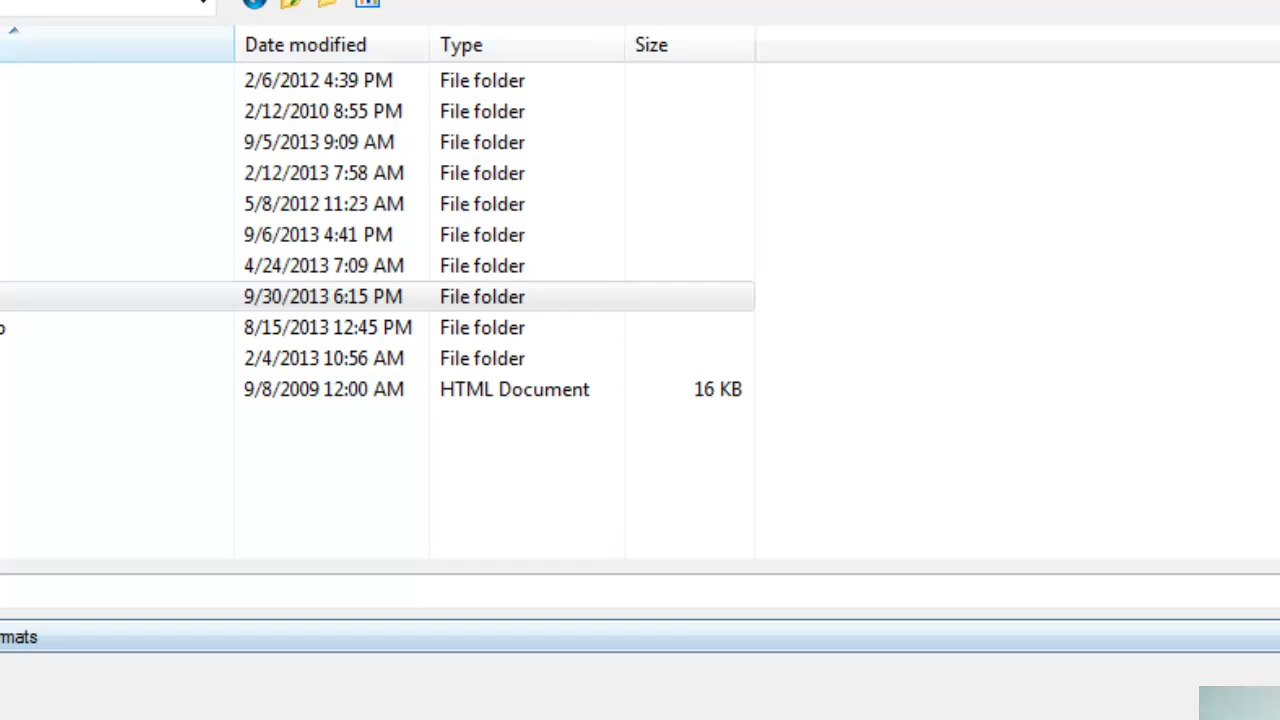 Date modified Type Size
2/6/2012 4:39 PM File folder
2/12/2010 8:55 PM File folder
9/5/2013 9:09 AM File folder
2/12/2013 7:58 AM File folder
5/8/2012 11:23 AM File folder
9/6/2013 4:41 PM File folder
4/24/2013 7:09 AM File folder
9/30/2013 6:15 PM File folder
8/15/2013 12:45 PM File folder
2/4/2013 10:56 AM File folder
9/8/2009 12:00 AM HTML Document 16 KB
rmats